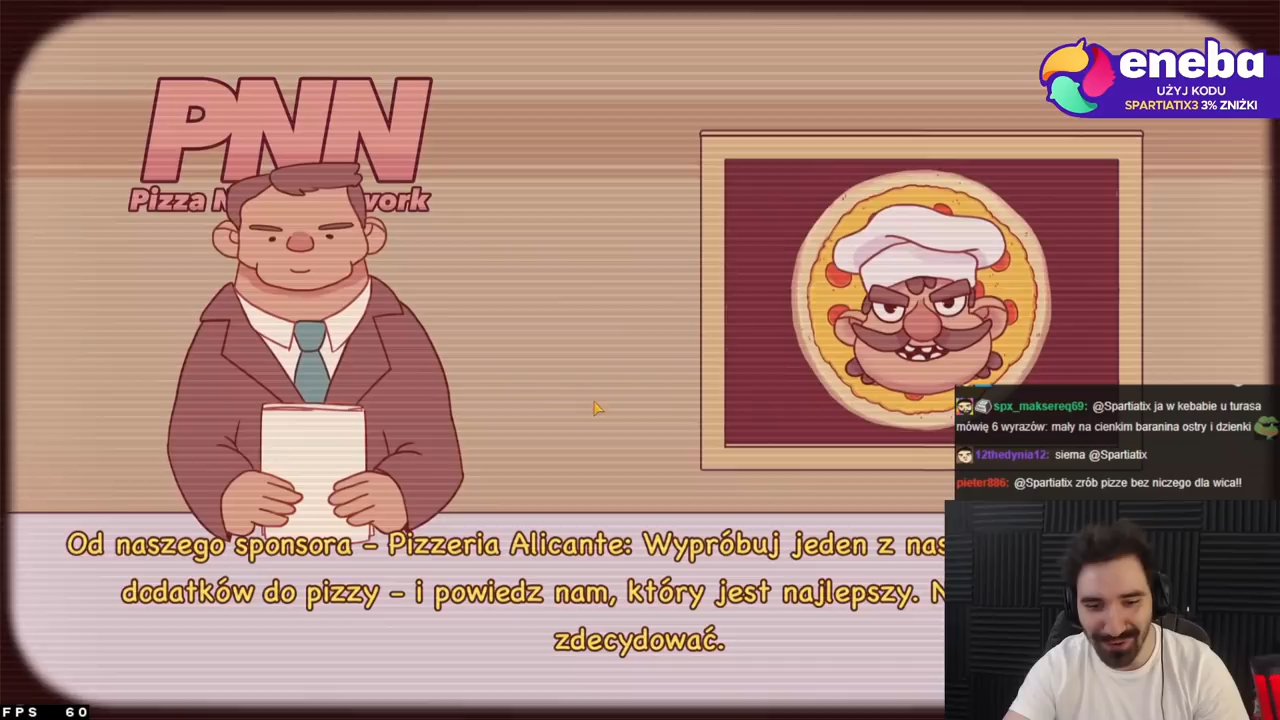 PNN
Pizza N work
eneba
UŻYJ KODU
SPARTIATIX3 3% ZNIŻKI
spx_maksereq69: @Spartiatix ja w kebabie u turasa
mówię 6 wyrazów: mały na cienkim baranina ostry i dzienki
12thedynia12: siema @Spartiatix
pieter886: @Spartiatix zrób pizze bez niczego dla wica!!
Od naszego sponsora – Pizzeria Alicante: Wypróbuj jeden z
dodatków do pizzy – i powiedz nam, który jest najlepszy.
zdecydować.
FPS 60